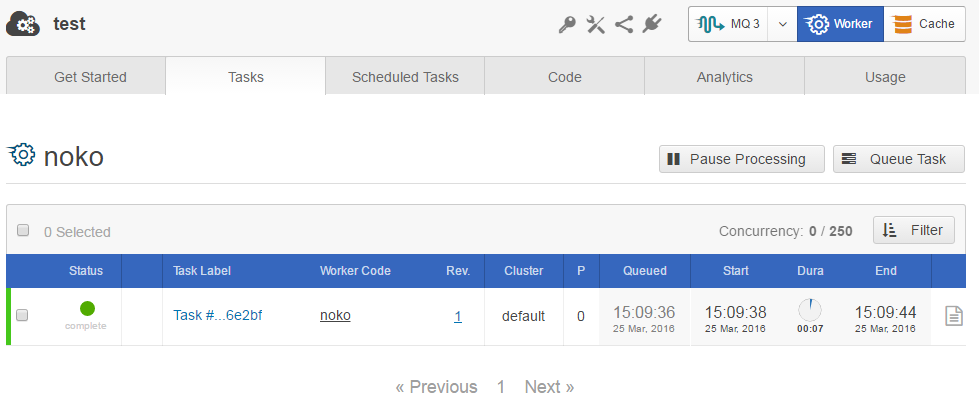 test MQ 3 Worker Cache
Get Started Tasks Scheduled Tasks Code Analytics Usage
noko Pause Processing Queue Task
0 Selected Concurrency: 0 / 250 Filter
Status Task Label Worker Code Rev. Cluster P Queued Start Dura End
complete Task #...6e2bf noko 1 default 0 15:09:36 15:09:38 15:09:44
25 Mar, 2016 25 Mar, 2016 00:07 25 Mar, 2016
« Previous 1 Next »